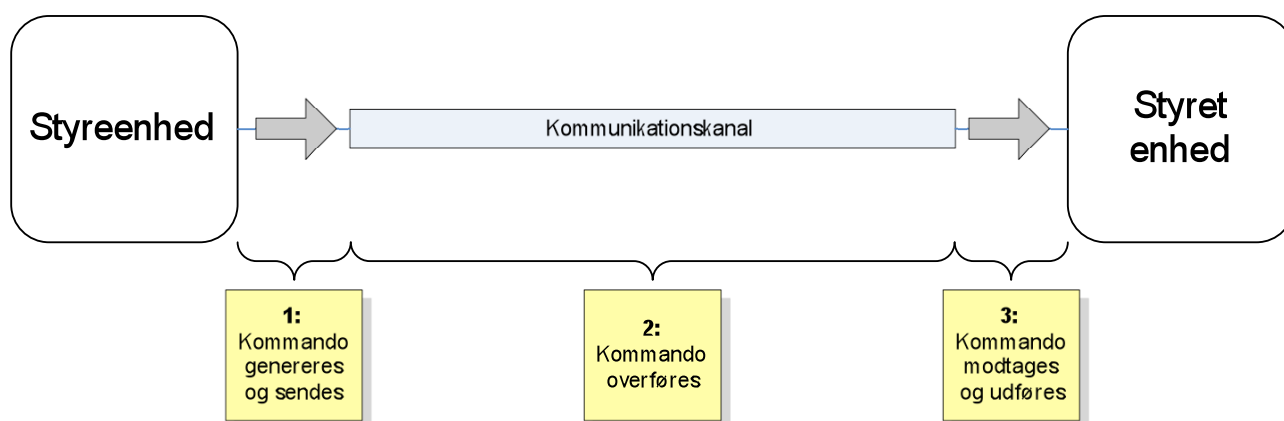 Styreenhed
Kommunikationskanal
Styret
enhed
1:
Kommando
genereres
og sendes
2:
Kommando
overføres
3:
Kommando
modtages
og udføres